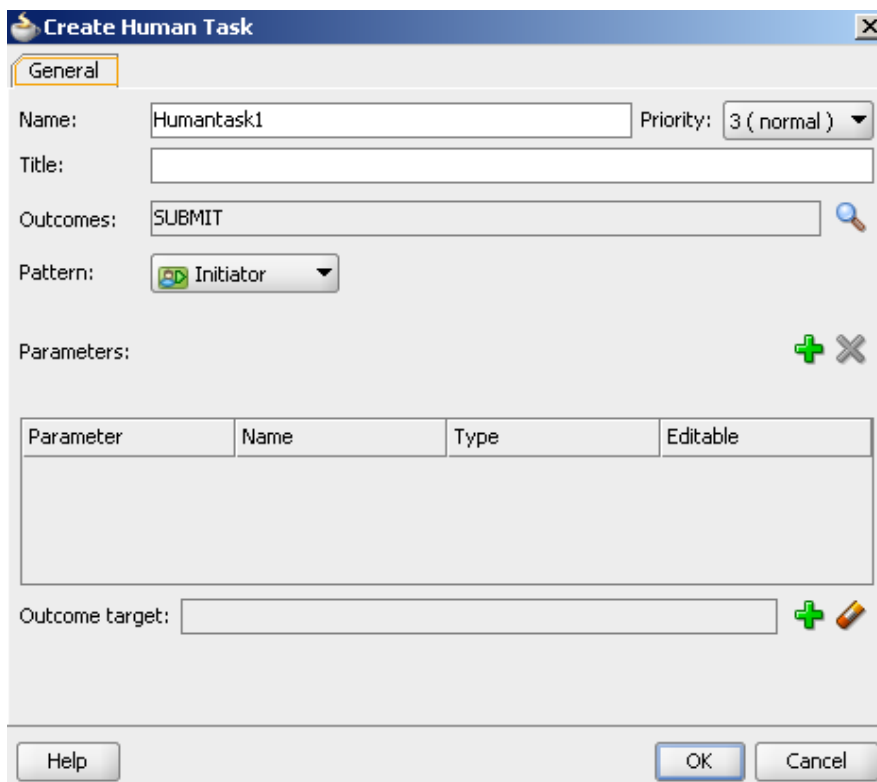 Create Human Task
General
Name: Humantask1 Priority: 3 ( normal )
Title:
Outcomes: SUBMIT
Pattern: Initiator
Parameters:
Parameter Name Type Editable
Outcome target:
Help OK Cancel